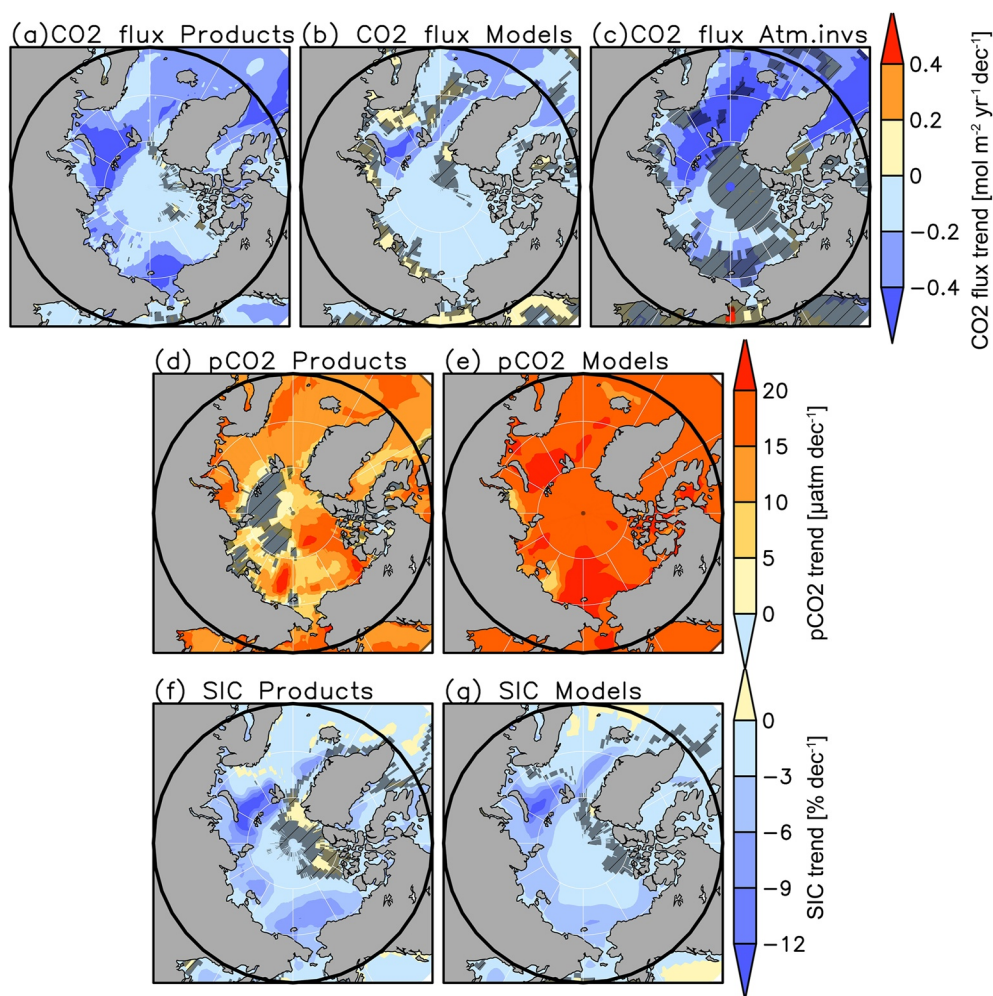 (a)CO2 flux Products
(b) CO2 flux Models
(c)CO2 flux Atm.invs
0.4
0.2
0
−0.2
−0.4
CO2 flux trend [mol m⁻² yr⁻¹ dec⁻¹]
(d) pCO2 Products
(e) pCO2 Models
20
15
10
5
0
pCO2 trend [µatm dec⁻¹]
(f) SIC Products
(g) SIC Models
0
−3
−6
−9
−12
SIC trend [% dec⁻¹]